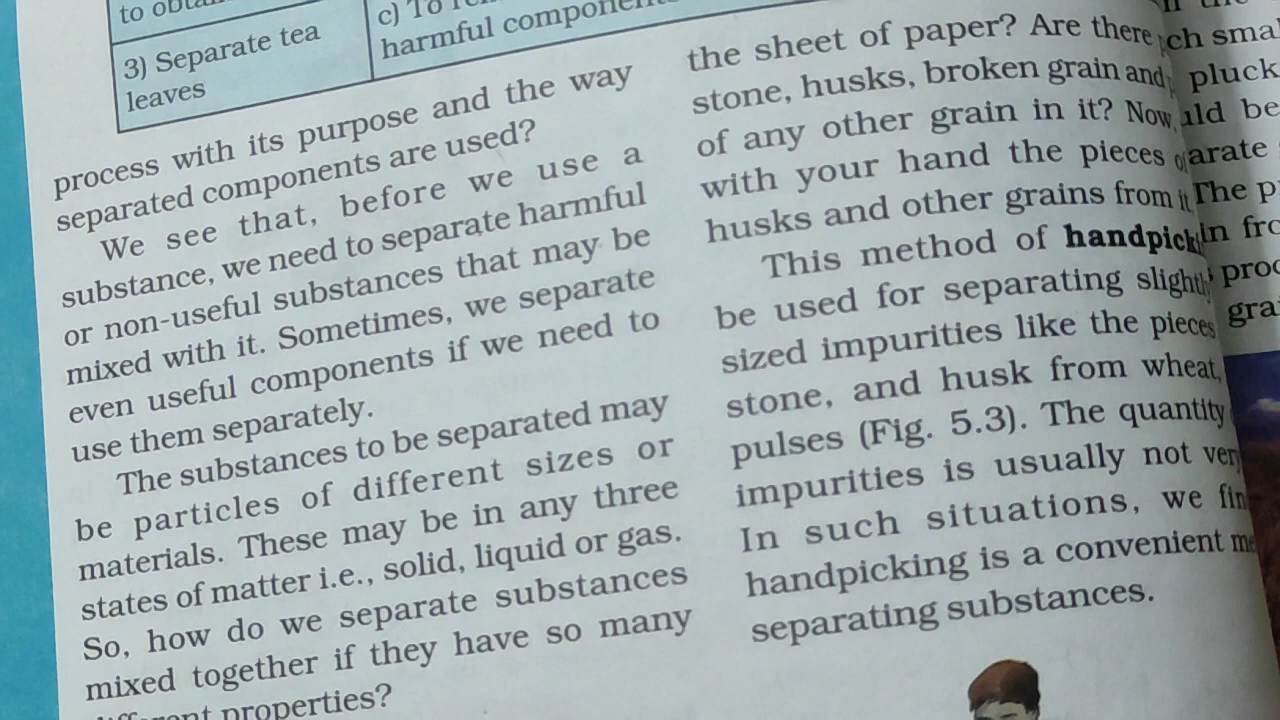 to
3) Separate tea
leaves
c) To
harmful
process with its purpose and the way
separated components are used?
We see that, before we use a
substance, we need to separate harmful
or non-useful substances that may be
mixed with it. Sometimes, we separate
even useful components if we need to
use them separately.
The substances to be separated may
be particles of different sizes or
materials. These may be in any three
states of matter i.e., solid, liquid or gas.
So, how do we separate substances
mixed together if they have so many
properties?
the sheet of paper? Are there
stone, husks, broken grain and
of any other grain in it? Now,
with your hand the pieces of
husks and other grains from it.
This method of handpick
be used for separating slightly
sized impurities like the pieces
stone, and husk from wheat,
pulses (Fig. 5.3). The quantity
impurities is usually not very
In such situations, we
handpicking is a convenient
separating substances.
pluck
be
The